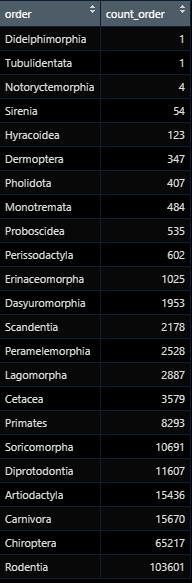 order count_order
Didelphimorphia 1
Tubulidentata 1
Notoryctemorphia 4
Sirenia 54
Hyracoidea 123
Dermoptera 347
Pholidota 407
Monotremata 484
Proboscidea 535
Perissodactyla 602
Erinaceomorpha 1025
Dasyuromorphia 1953
Scandentia 2178
Peramelemorphia 2528
Lagomorpha 2887
Cetacea 3579
Primates 8293
Soricomorpha 10691
Diprotodontia 11607
Artiodactyla 15436
Carnivora 15670
Chiroptera 65217
Rodentia 103601